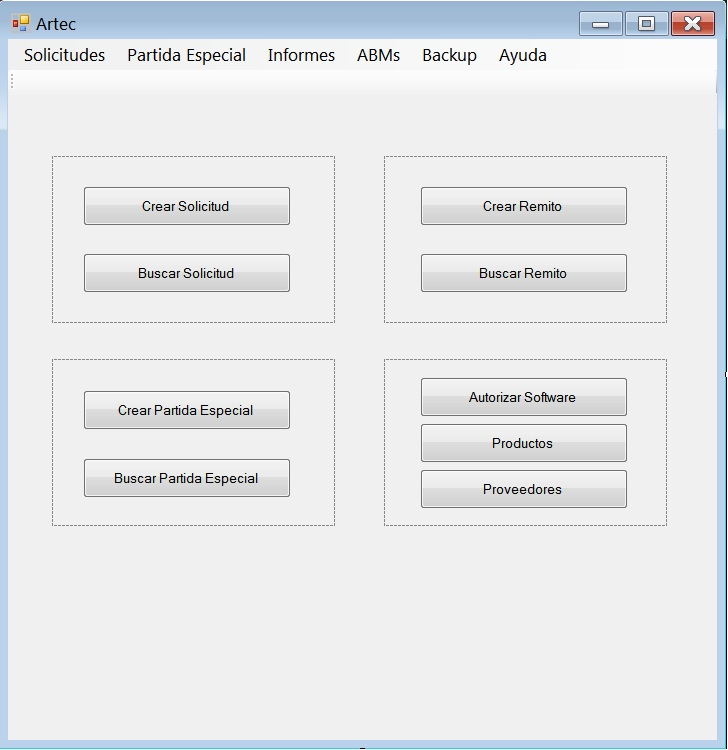 Artec
Solicitudes Partida Especial Informes ABMs Backup Ayuda
Crear Solicitud
Buscar Solicitud
Crear Remito
Buscar Remito
Crear Partida Especial
Buscar Partida Especial
Autorizar Software
Productos
Proveedores